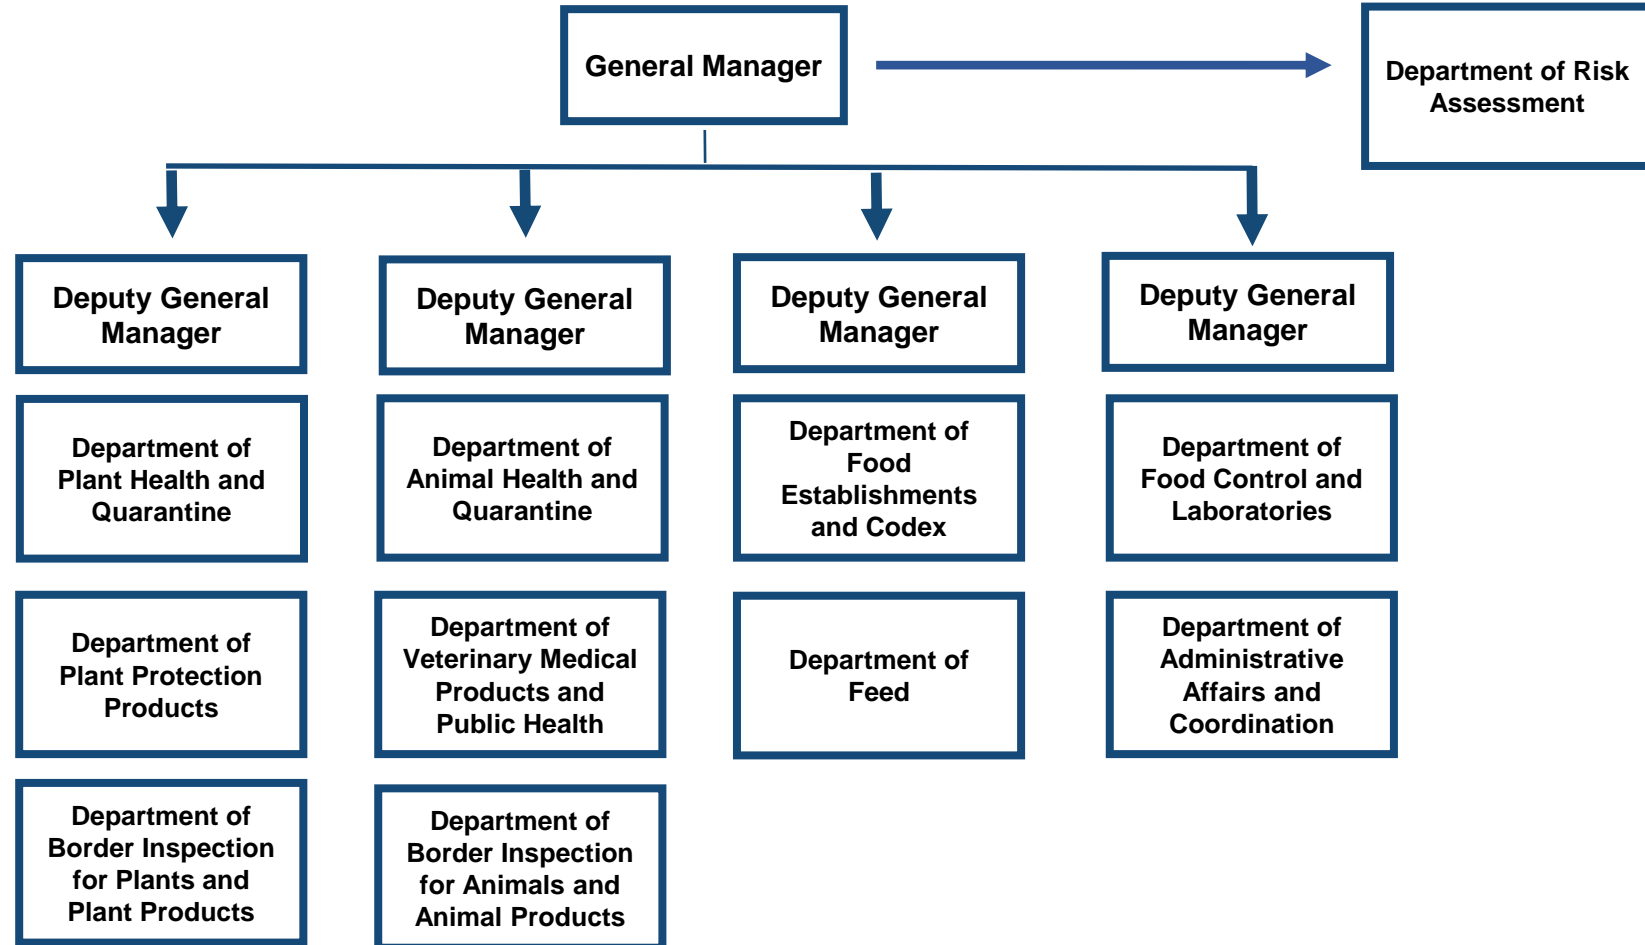 General Manager
Department of Risk
Assessment
Deputy General
Manager
Deputy General
Manager
Deputy General
Manager
Deputy General
Manager
Department of
Plant Health and
Quarantine
Department of
Animal Health and
Quarantine
Department of
Food
Establishments
and Codex
Department of
Food Control and
Laboratories
Department of
Plant Protection
Products
Department of
Veterinary Medical
Products and
Public Health
Department of
Feed
Department of
Administrative
Affairs and
Coordination
Department of
Border Inspection
for Plants and
Plant Products
Department of
Border Inspection
for Animals and
Animal Products